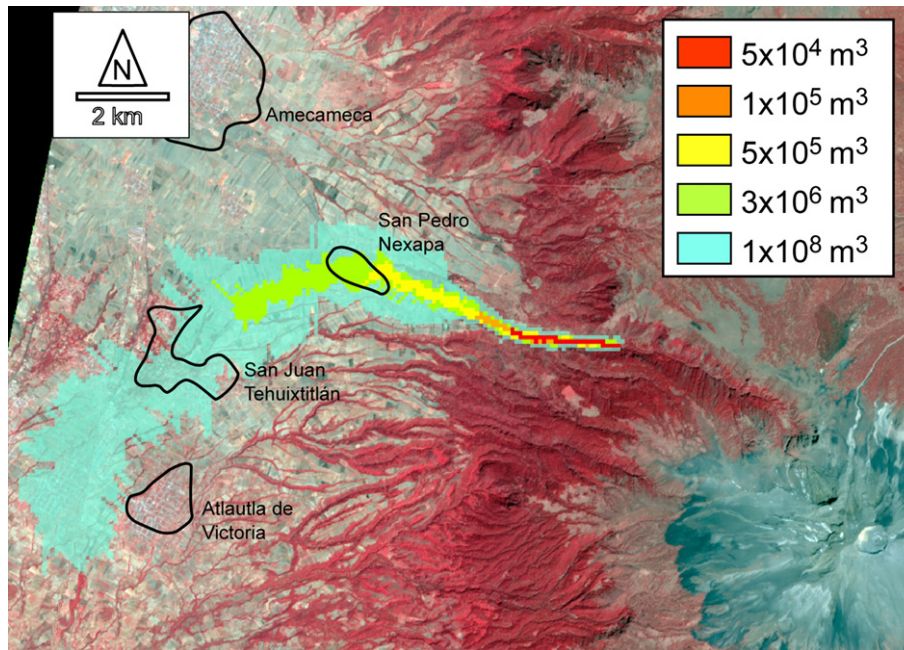 N
2 km
Amecameca
San Pedro
Nexapa
San Juan
Tehuixtitlán
Atlautla de
Victoria
5x10⁴ m³
1x10⁵ m³
5x10⁵ m³
3x10⁶ m³
1x10⁸ m³